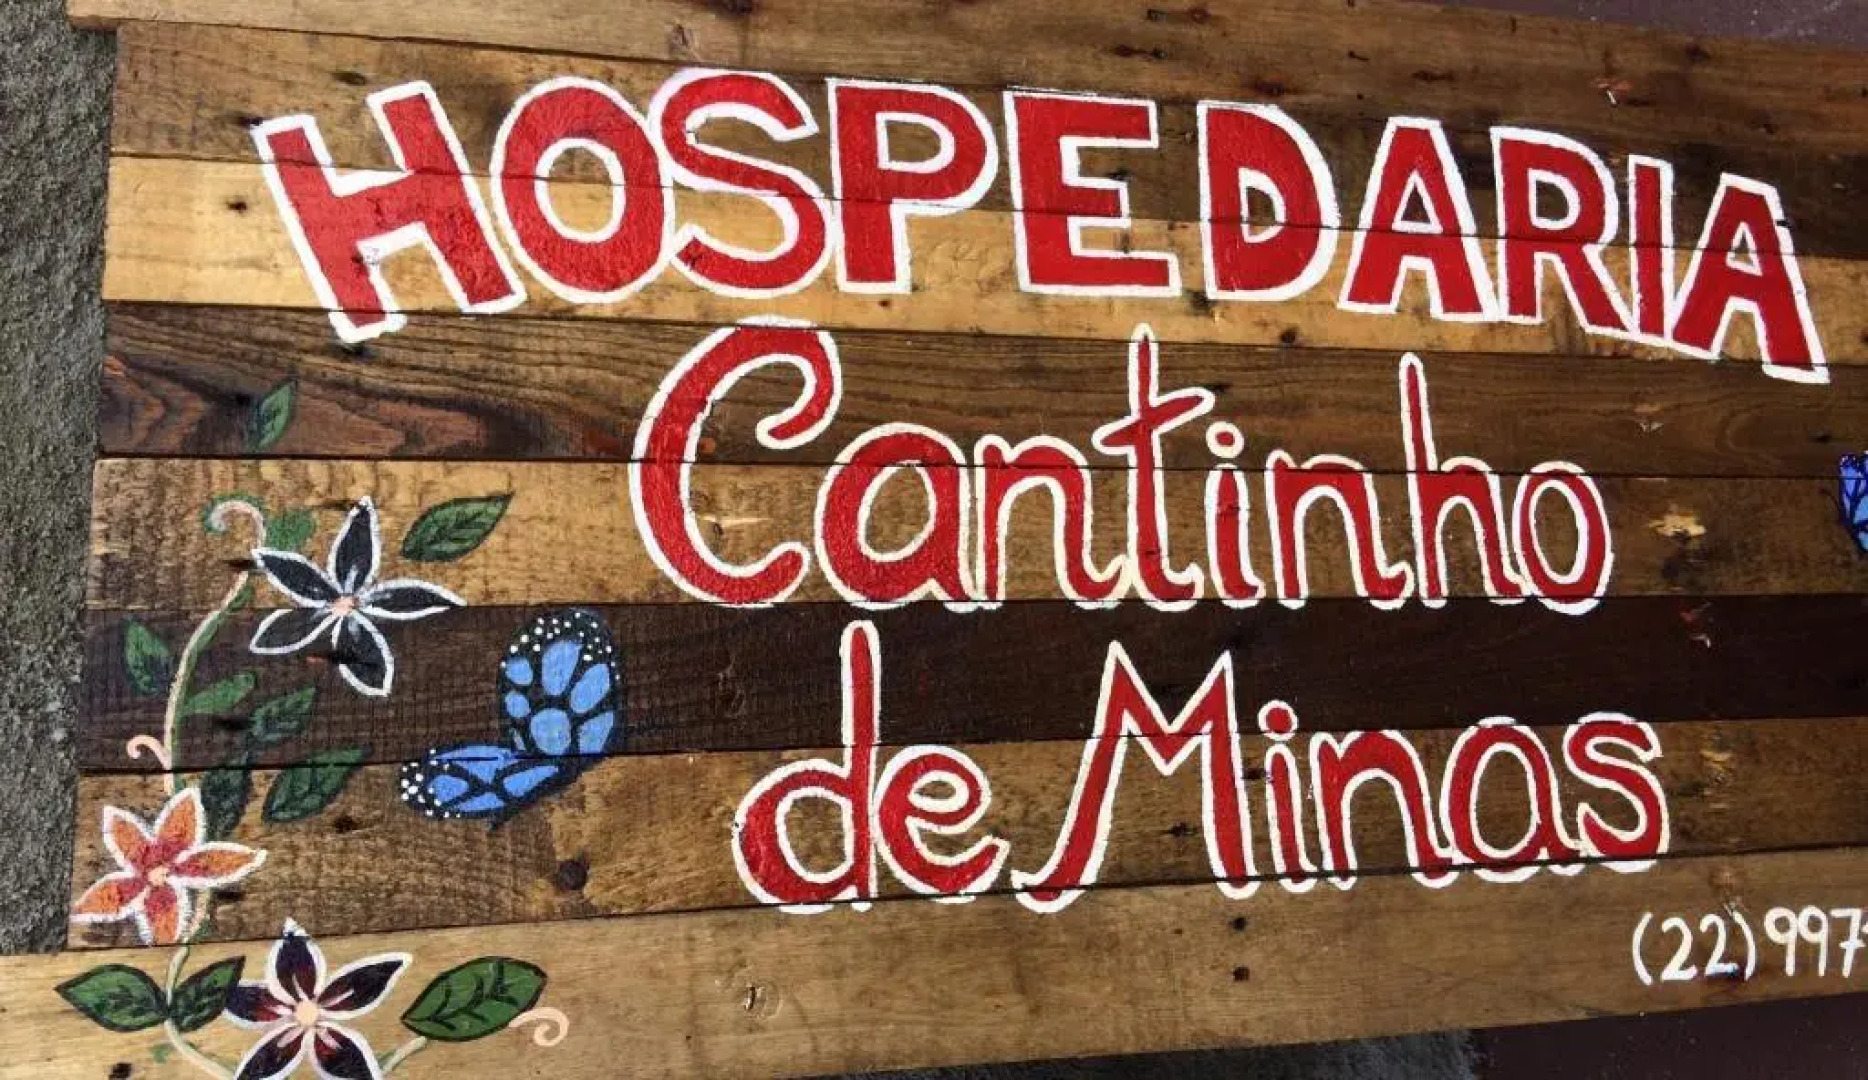 HOSPEDARIA
Cantinho
de Minas
(22) 997